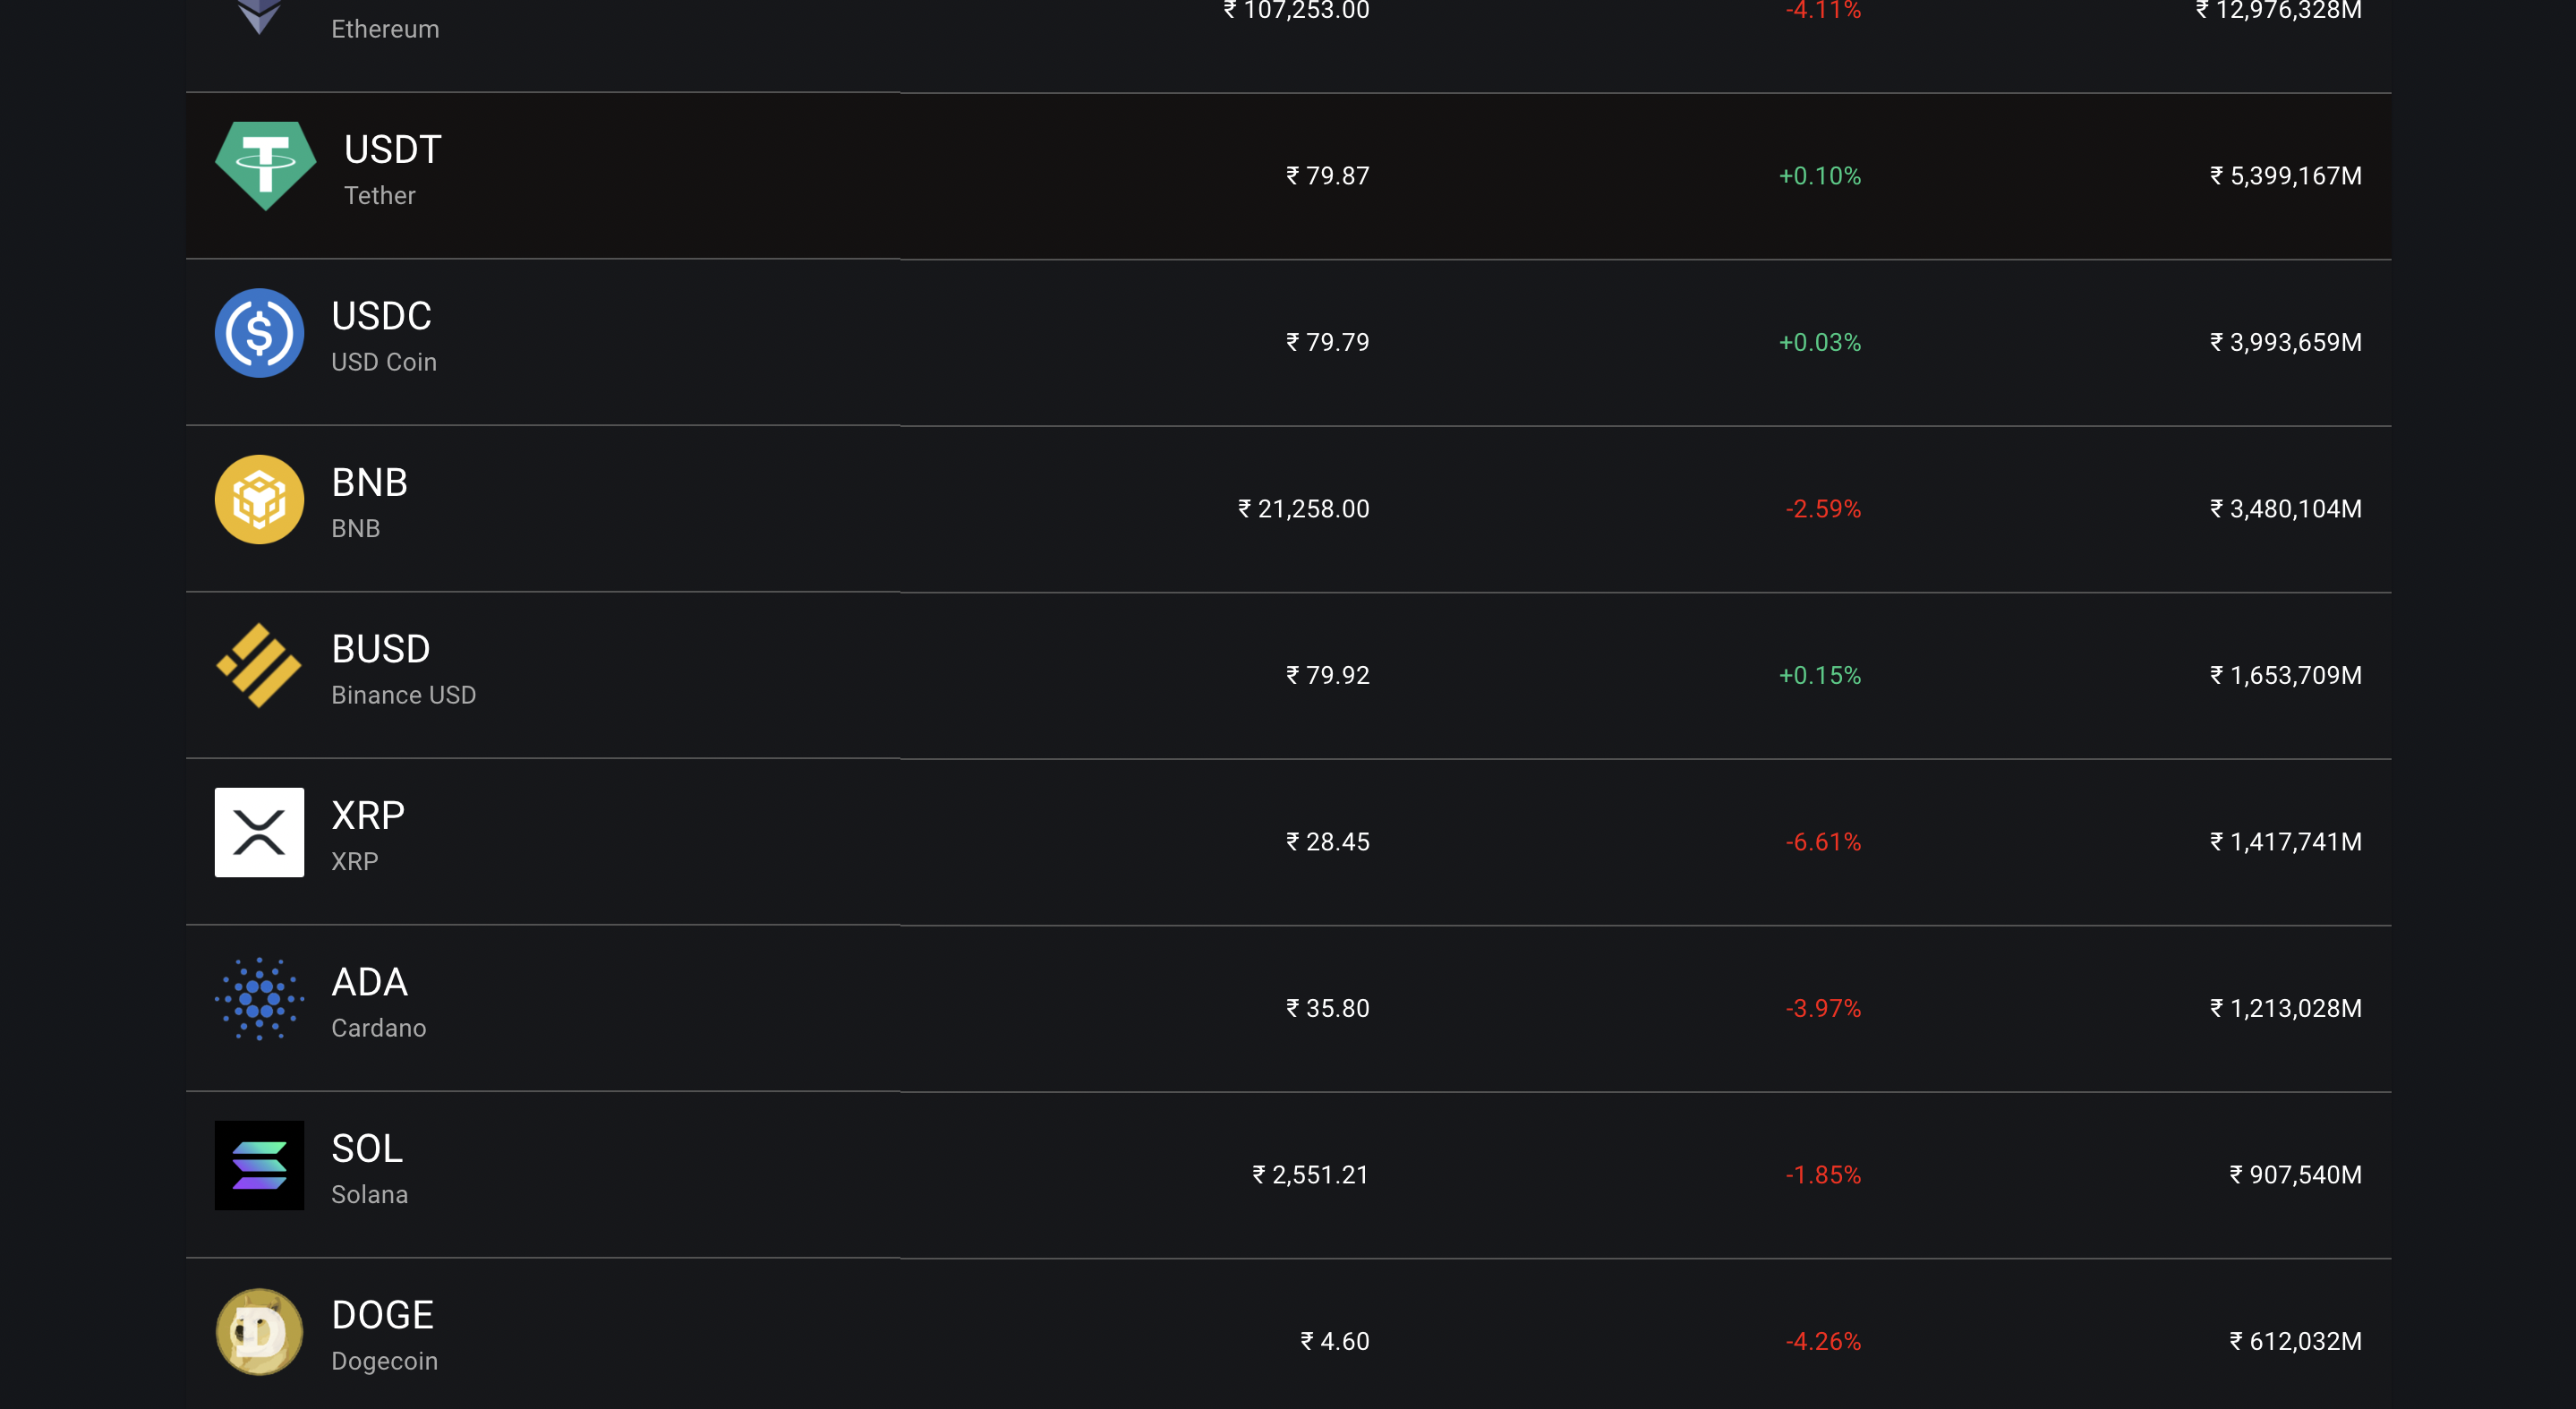 Ethereum ₹ 107,253.00 -4.11% ₹ 12,976,328M
USDT
Tether
₹ 79.87 +0.10% ₹ 5,399,167M
USDC
USD Coin
₹ 79.79 +0.03% ₹ 3,993,659M
BNB
BNB
₹ 21,258.00 -2.59% ₹ 3,480,104M
BUSD
Binance USD
₹ 79.92 +0.15% ₹ 1,653,709M
XRP
XRP
₹ 28.45 -6.61% ₹ 1,417,741M
ADA
Cardano
₹ 35.80 -3.97% ₹ 1,213,028M
SOL
Solana
₹ 2,551.21 -1.85% ₹ 907,540M
DOGE
Dogecoin
₹ 4.60 -4.26% ₹ 612,032M